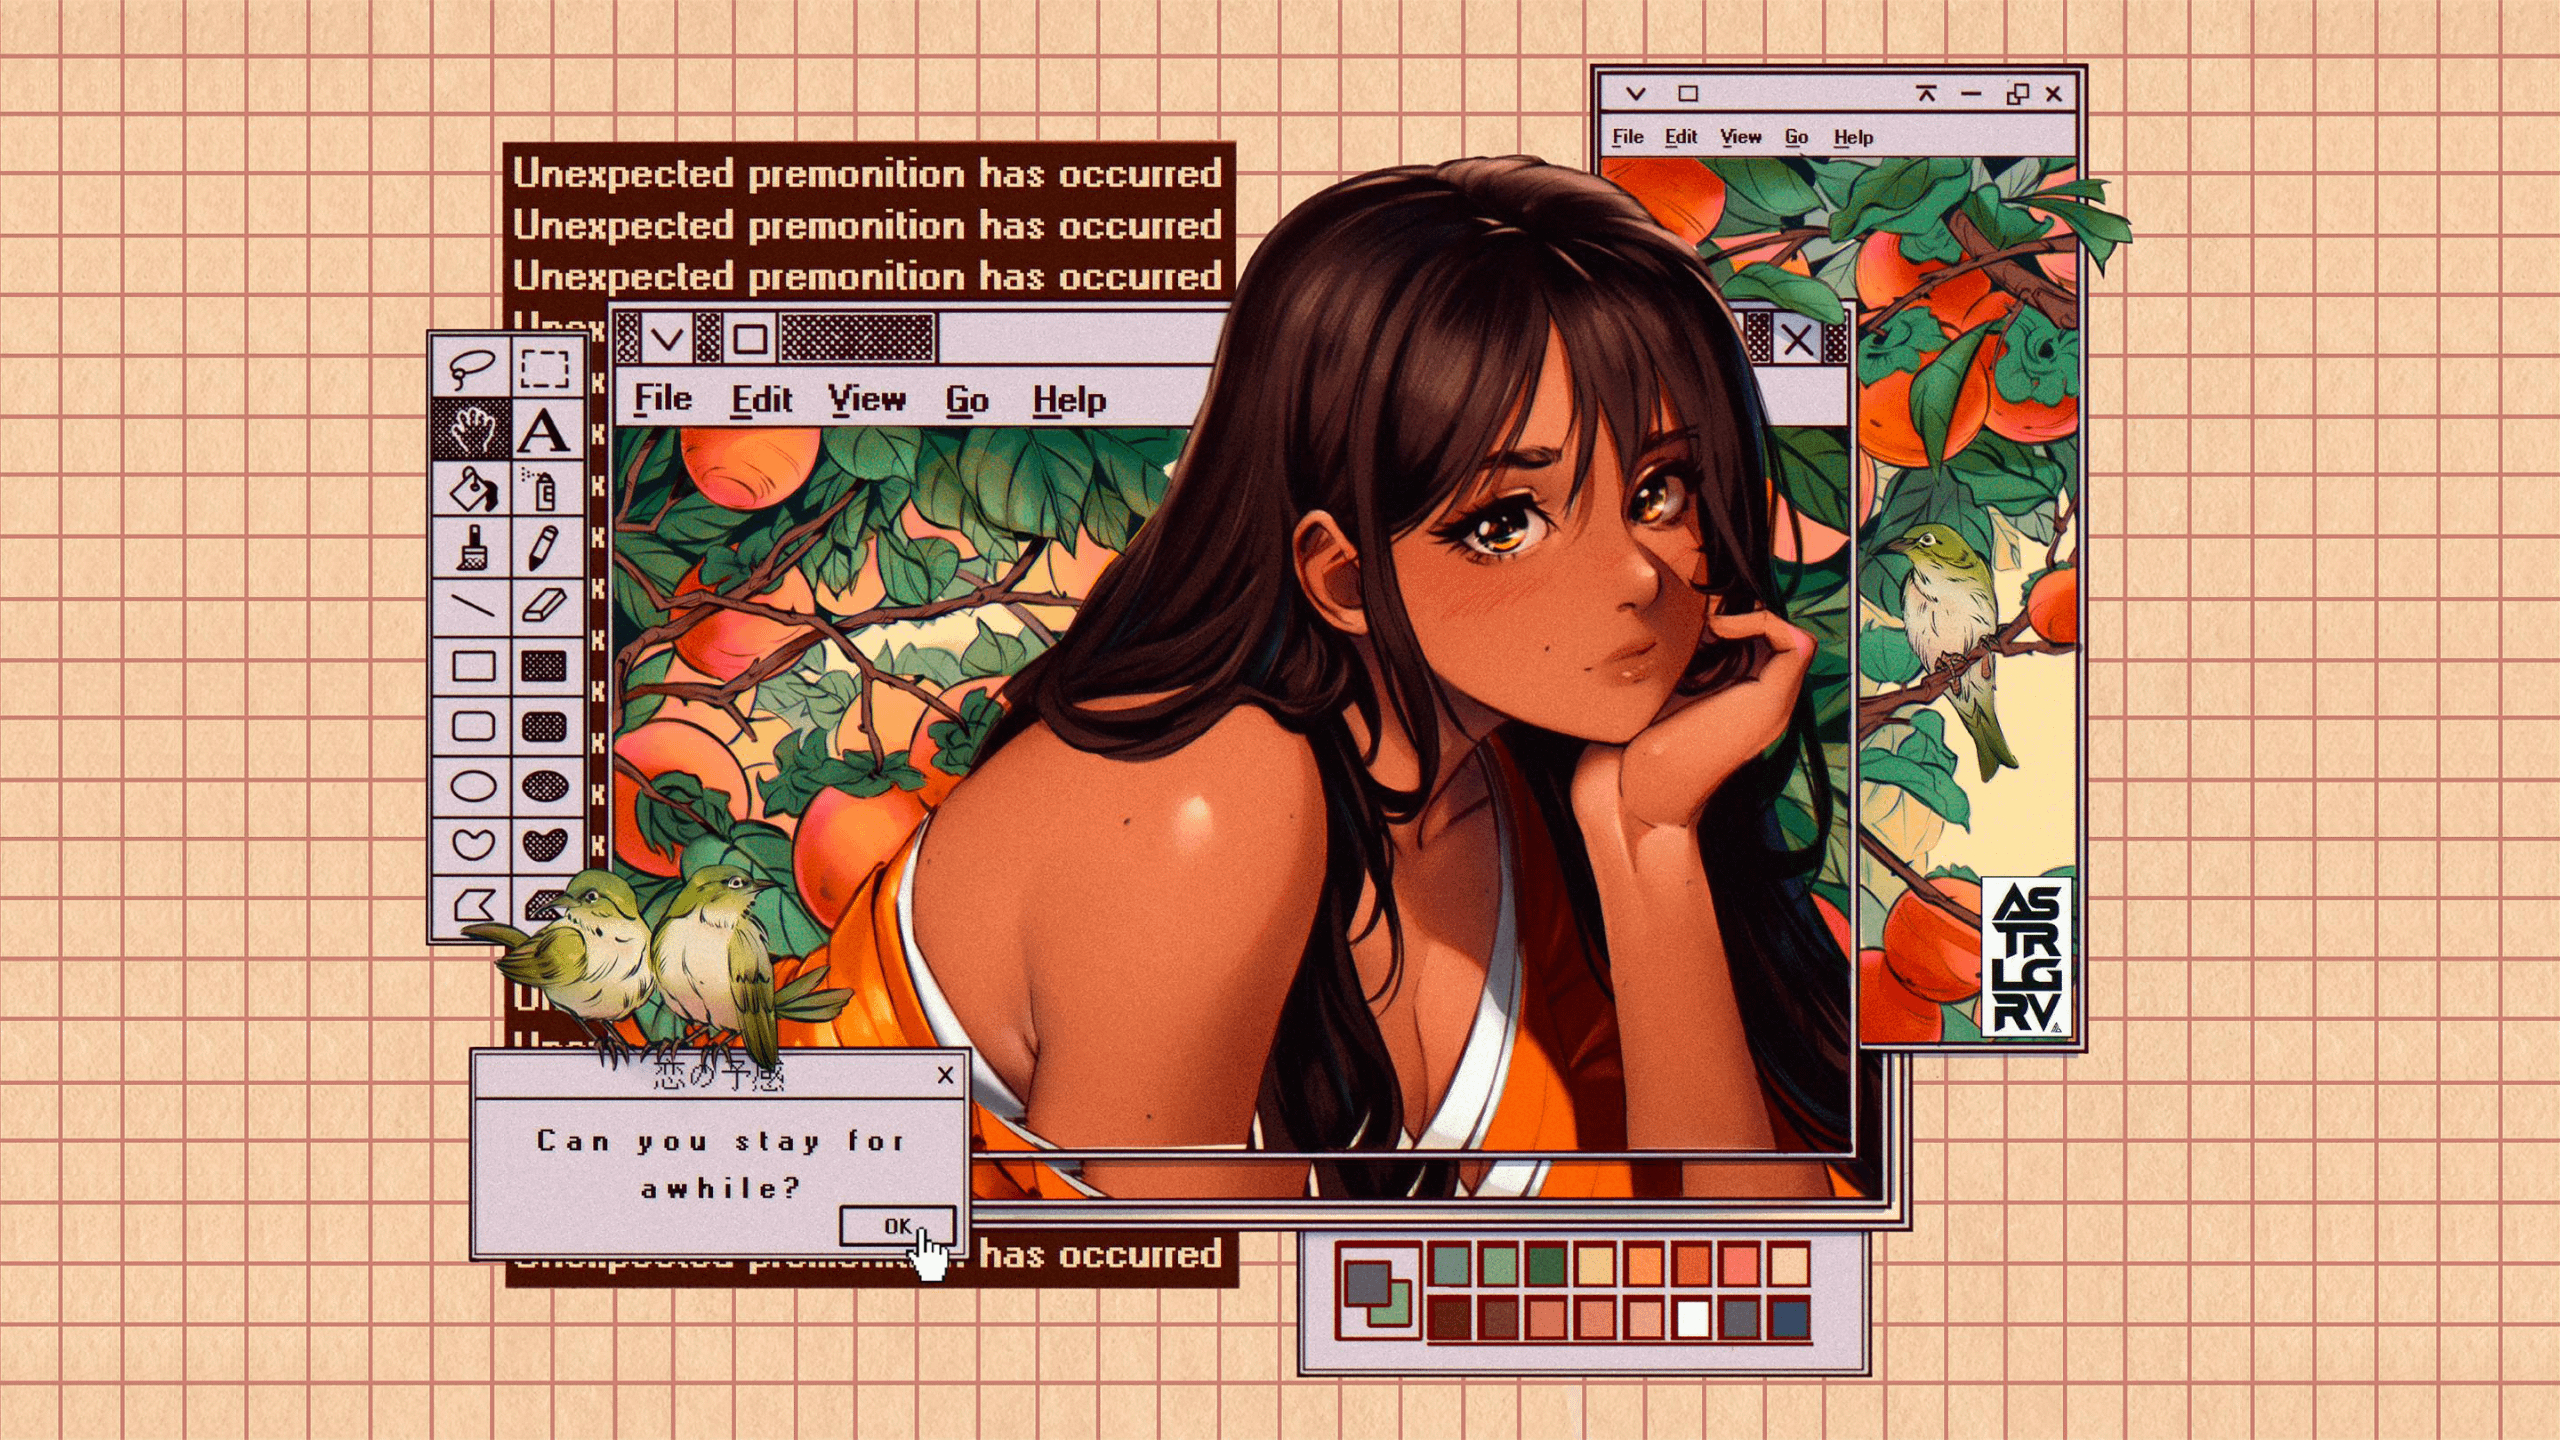 Unexpected premonition has occurred
Unexpected premonition has occurred
Unexpected premonition has occurred
File Edit View Go Help
File Edit View Go Help
A
恋の予感
Can you stay for
awhile?
OK
has occurred
AS
TR
LG
RV